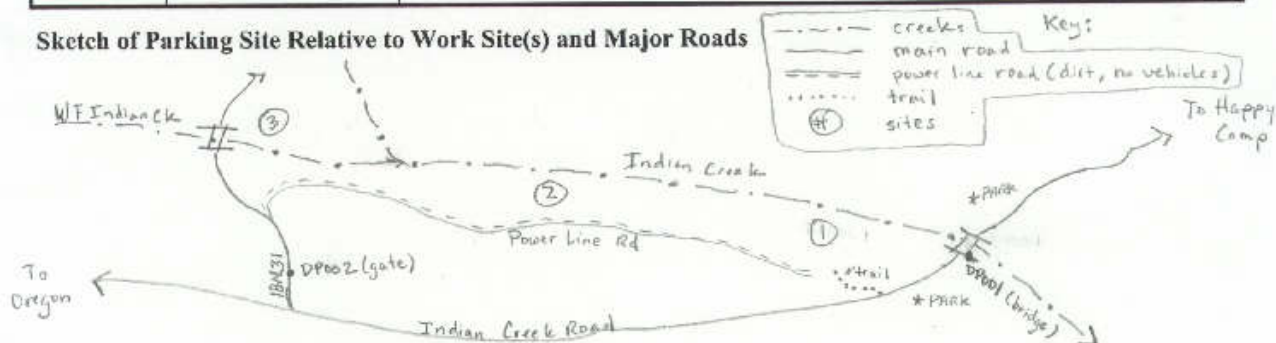 Sketch of Parking Site Relative to Work Site(s) and Major Roads
Key:
creeks
main road
power line road (dirt, no vehicles)
trail
# sites
To Happy
Camp
WF Indian Ck
3
Indian Creek
2
*PARK
1
Power Line Rd
trail
DP001 (bridge)
*PARK
To
Oregon
18N31
DP002 (gate)
Indian Creek Road